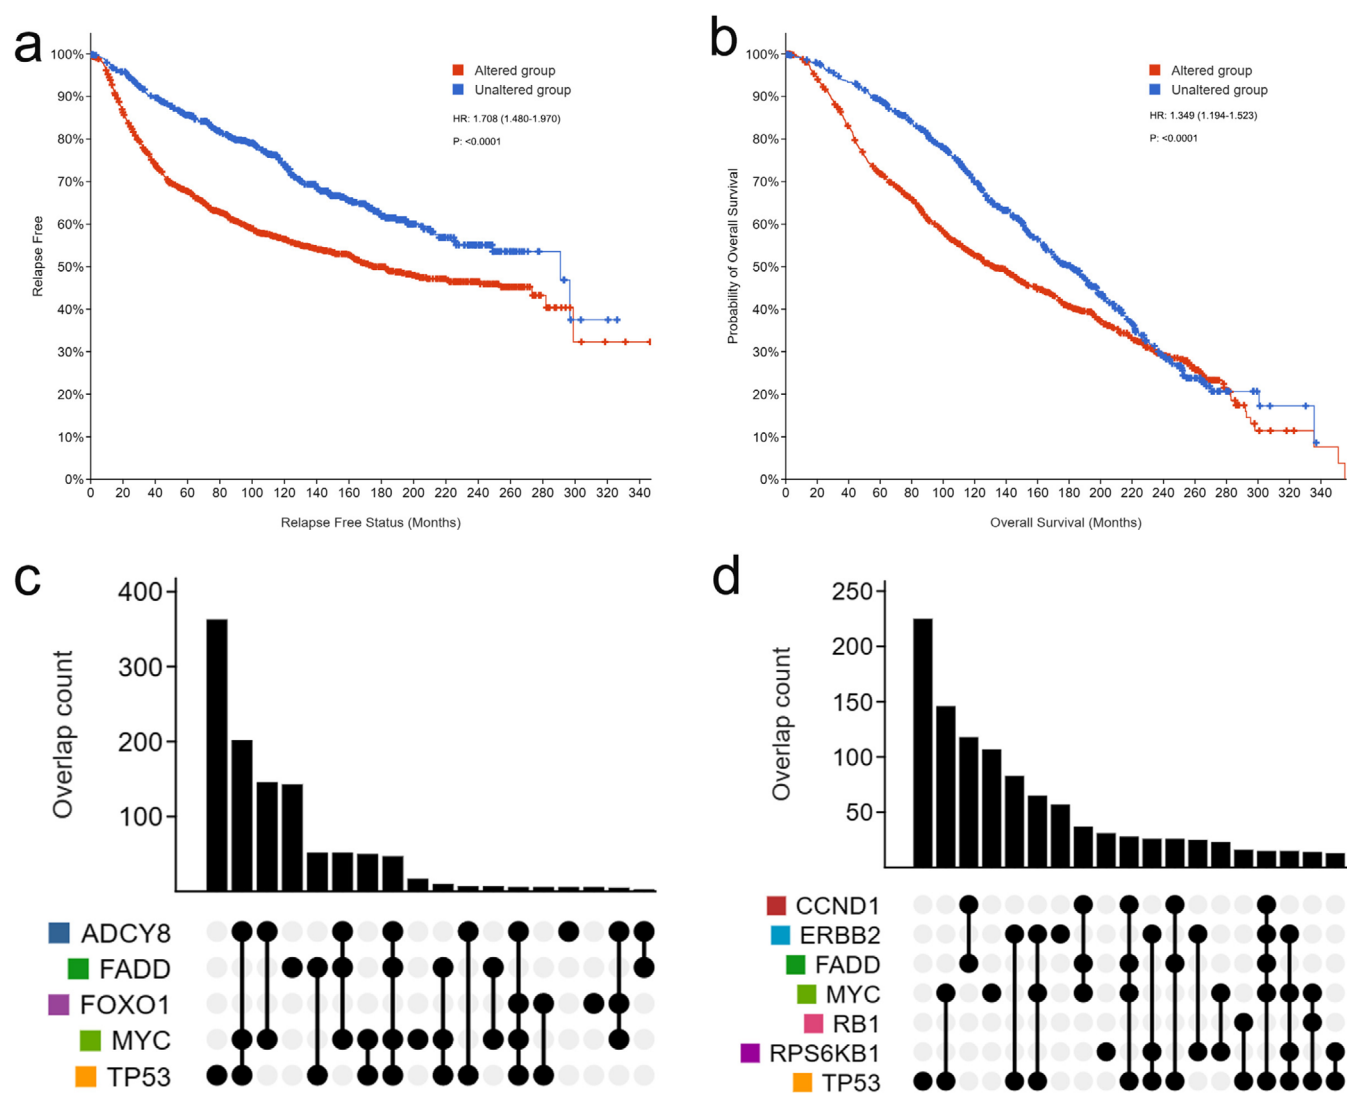 a
100%
90%
80%
70%
60%
50%
40%
30%
20%
10%
0%
Relapse Free
0 20 40 60 80 100 120 140 160 180 200 220 240 260 280 300 320 340
Relapse Free Status (Months)
Altered group
Unaltered group
HR: 1.708 (1.480-1.970)
P: <0.0001
b
100%
90%
80%
70%
60%
50%
40%
30%
20%
10%
0%
Probability of Overall Survival
0 20 40 60 80 100 120 140 160 180 200 220 240 260 280 300 320 340
Overall Survival (Months)
Altered group
Unaltered group
HR: 1.349 (1.194-1.523)
P: <0.0001
c
400
300
200
100
Overlap count
ADCY8
FADD
FOXO1
MYC
TP53
d
250
200
150
100
50
Overlap count
CCND1
ERBB2
FADD
MYC
RB1
RPS6KB1
TP53